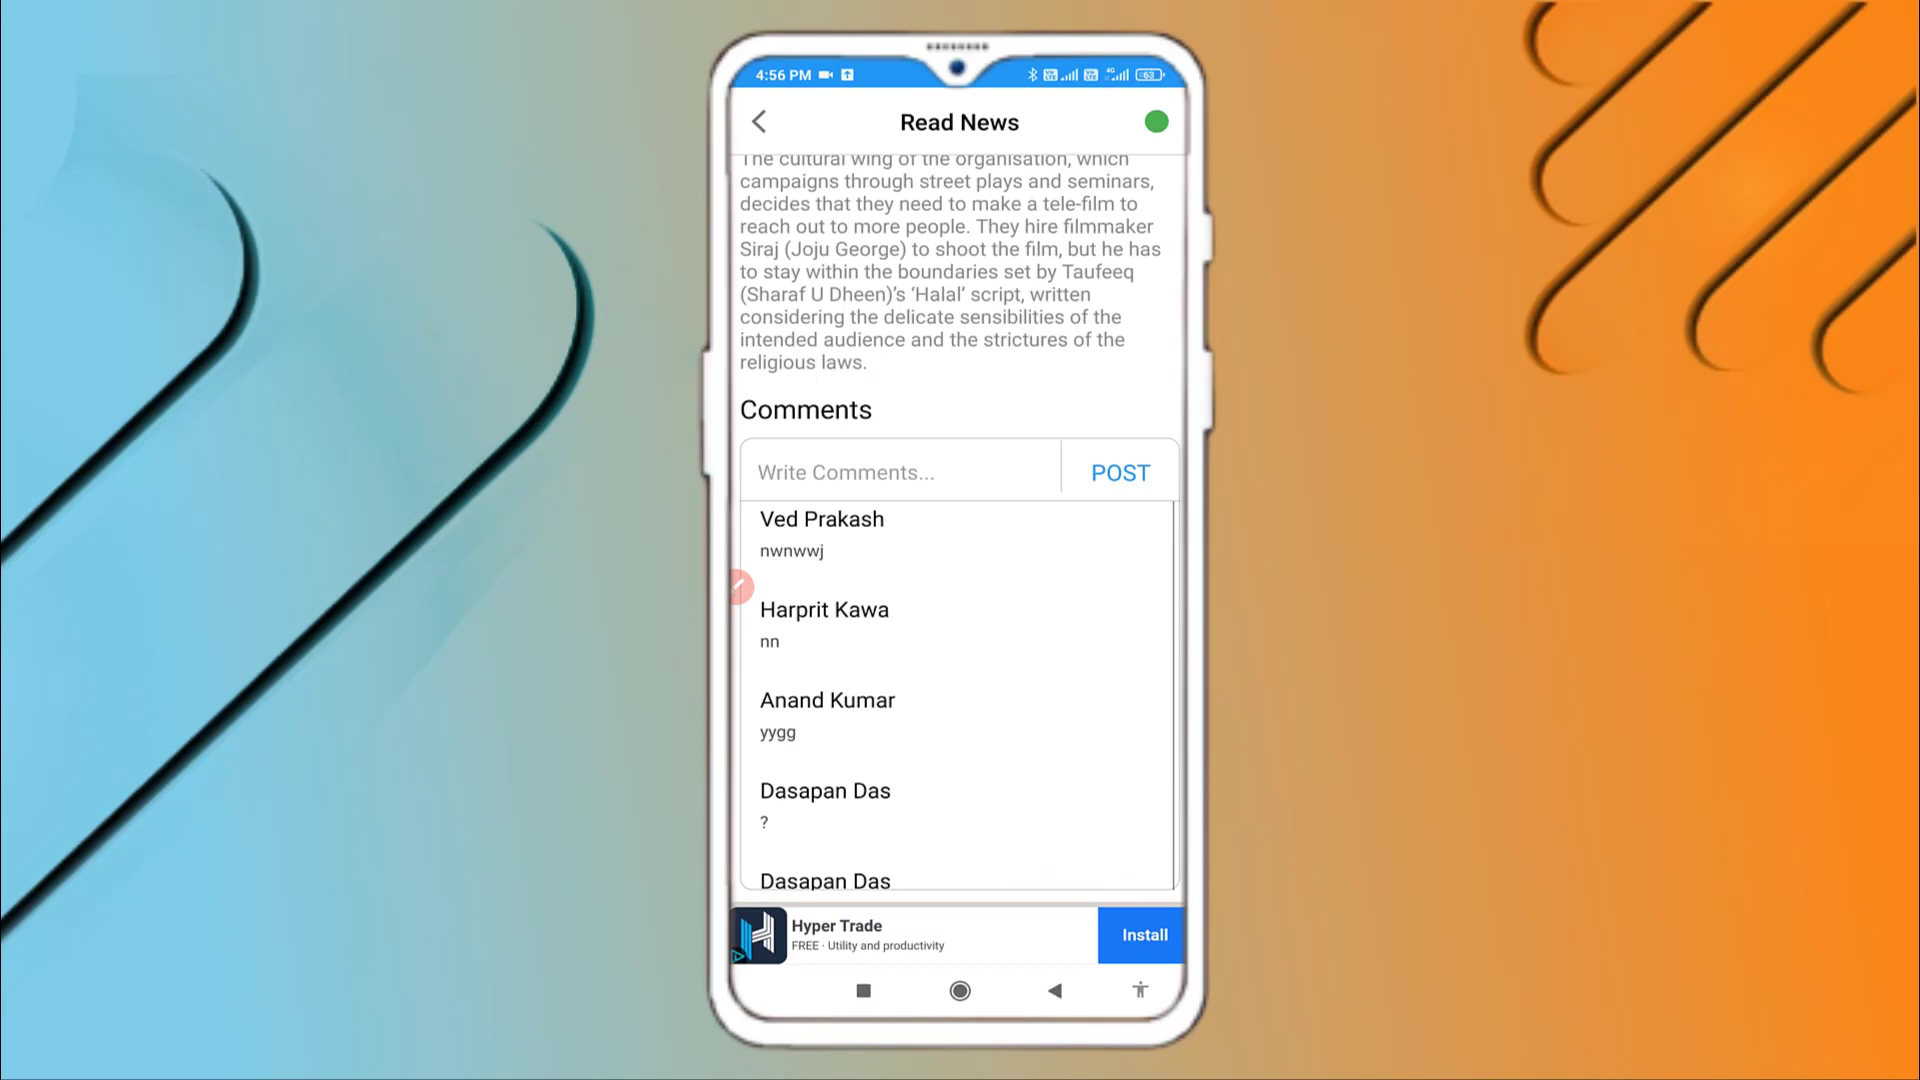 4:56 PM
63
Read News
The cultural wing of the organisation, which
campaigns through street plays and seminars,
decides that they need to make a tele-film to
reach out to more people. They hire filmmaker
Siraj (Joju George) to shoot the film, but he has
to stay within the boundaries set by Taufeeq
(Sharaf U Dheen)’s ‘Halal’ script, written
considering the delicate sensibilities of the
intended audience and the strictures of the
religious laws.
Comments
Write Comments...
POST
Ved Prakash
nwnwwj
Harprit Kawa
nn
Anand Kumar
yygg
Dasapan Das
?
Dasapan Das
Hyper Trade
FREE · Utility and productivity
Install